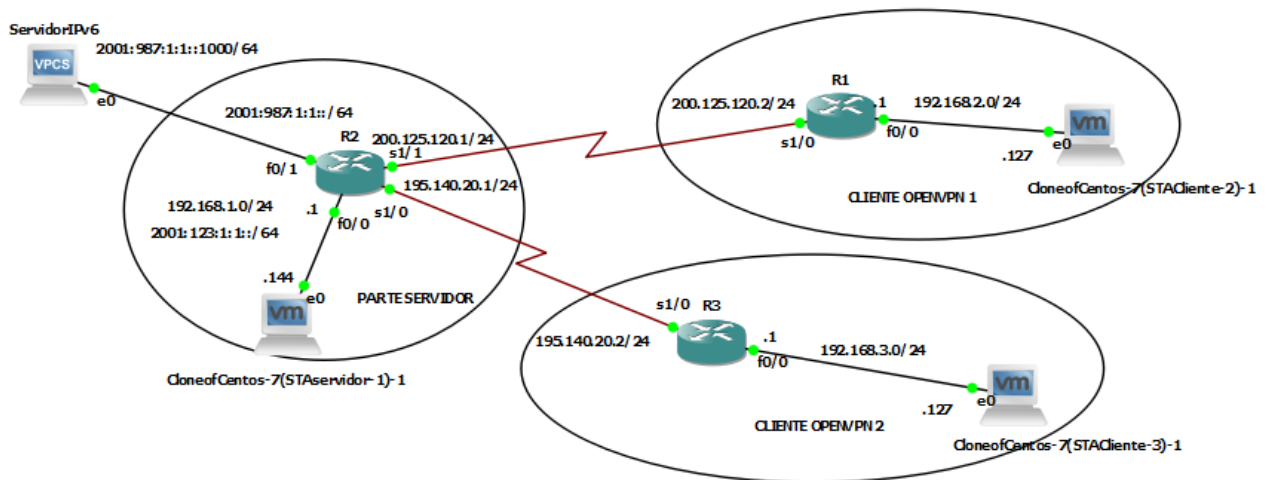 ServidorIPv6
2001:987:1:1::1000/64
VPCS
e0
2001:987:1:1::/64
R2
f0/1
200.125.120.1/24
s1/1
195.140.20.1/24
s1/0
192.168.1.0/24
.1
f0/0
2001:123:1:1::/64
.144
e0
vm
PARTE SERVIDOR
CloneofCentos-7(STAservidor-1)-1
R1
200.125.120.2/24
.1
192.168.2.0/24
f0/0
s1/0
vm
e0
.127
CloneofCentos-7(STACliente-2)-1
CLIENTE OPENVPN 1
s1/0
R3
195.140.20.2/24
.1
192.168.3.0/24
f0/0
vm
e0
.127
CLIENTE OPENVPN 2
CloneofCentos-7(STACliente-3)-1